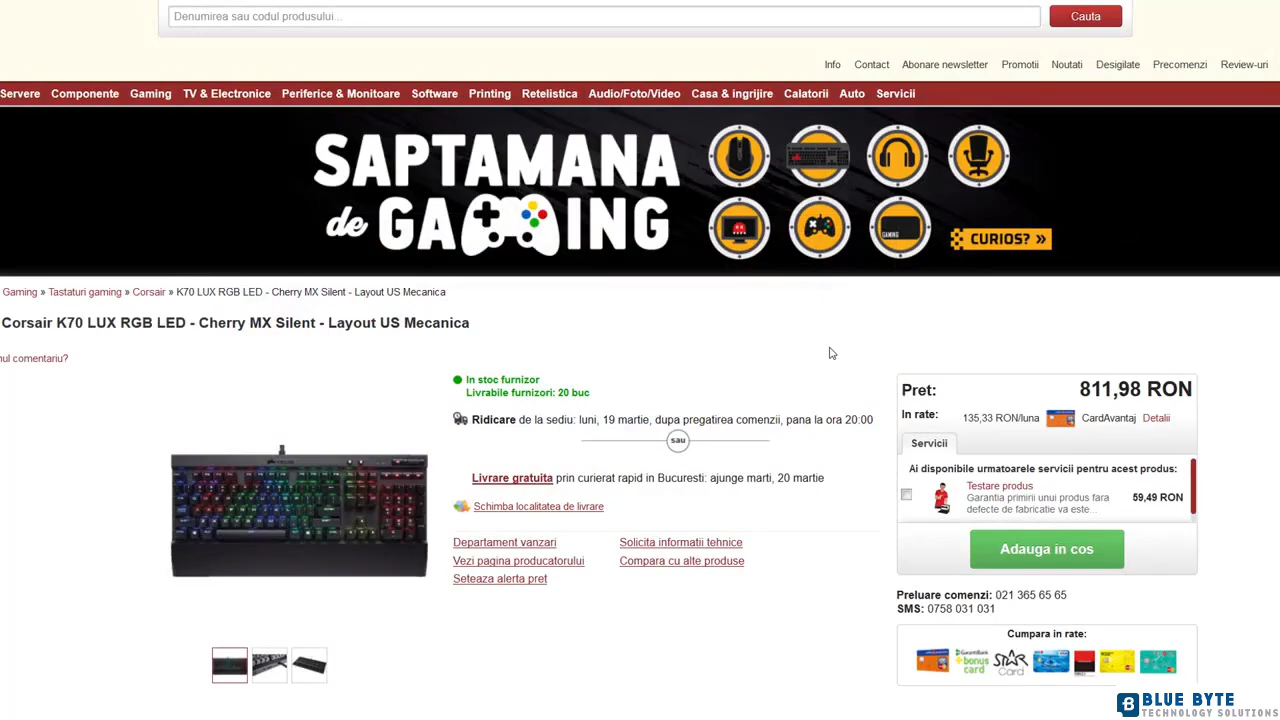 Denumirea sau codul produsului...
Cauta
Info Contact Abonare newsletter Promotii Noutati Desigilate Precomenzi Review-uri
Servere Componente Gaming TV & Electronice Periferice & Monitoare Software Printing Retelistica Audio/Foto/Video Casa & ingrijire Calatorii Auto Servicii
SAPTAMANA
de GAMING
GAMING
CURIOS? »
Gaming » Tastaturi gaming » Corsair » K70 LUX RGB LED - Cherry MX Silent - Layout US Mecanica
Corsair K70 LUX RGB LED - Cherry MX Silent - Layout US Mecanica
nul comentariu?
In stoc furnizor
Livrabile furnizori: 20 buc
Ridicare de la sediu: luni, 19 martie, dupa pregatirea comenzii, pana la ora 20:00
sau
Livrare gratuita prin curierat rapid in Bucuresti: ajunge marti, 20 martie
Schimba localitatea de livrare
Departament vanzari
Solicita informatii tehnice
Vezi pagina producatorului
Compara cu alte produse
Seteaza alerta pret
Pret: 811,98 RON
In rate: 135,33 RON/luna CardAvantaj Detalii
Servicii
Ai disponibile urmatoarele servicii pentru acest produs:
Testare produs
Garantia primirii unui produs fara
defecte de fabricatie va este...
59,49 RON
Adauga in cos
Preluare comenzi: 021 365 65 65
SMS: 0758 031 031
Cumpara in rate:
bonus
card
STAR
Card
BLUE BYTE
TECHNOLOGY SOLUTIONS